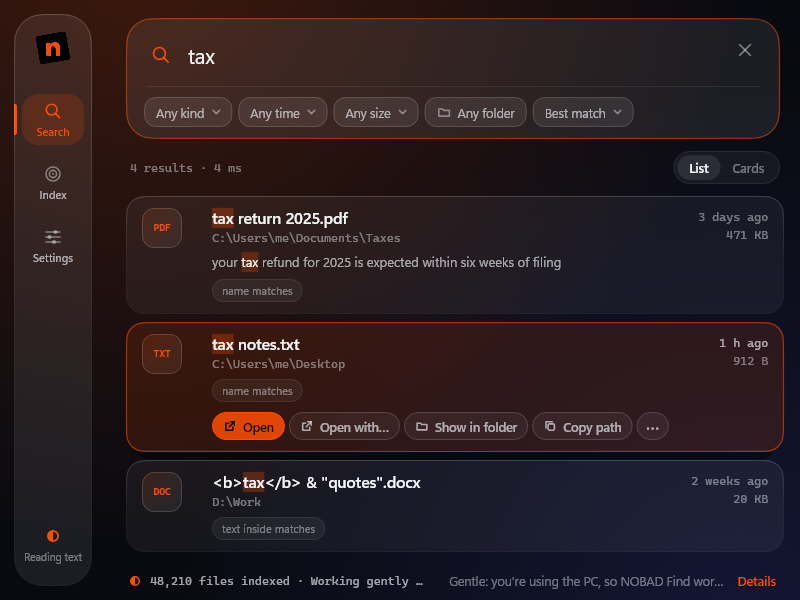 n
tax
Any kind
Any time
Any size
Any folder
Best match
Search
Index
Settings
Reading text
4 results · 4 ms
List
Cards
PDF
tax return 2025.pdf
3 days ago
C:\Users\me\Documents\Taxes
471 KB
your tax refund for 2025 is expected within six weeks of filing
name matches
TXT
tax notes.txt
1 h ago
C:\Users\me\Desktop
912 B
name matches
Open
Open with...
Show in folder
Copy path
...
DOC
<b>tax</b> & "quotes".docx
2 weeks ago
D:\Work
20 KB
text inside matches
48,210 files indexed · Working gently …
Gentle: you're using the PC, so NOBAD Find wor...
Details